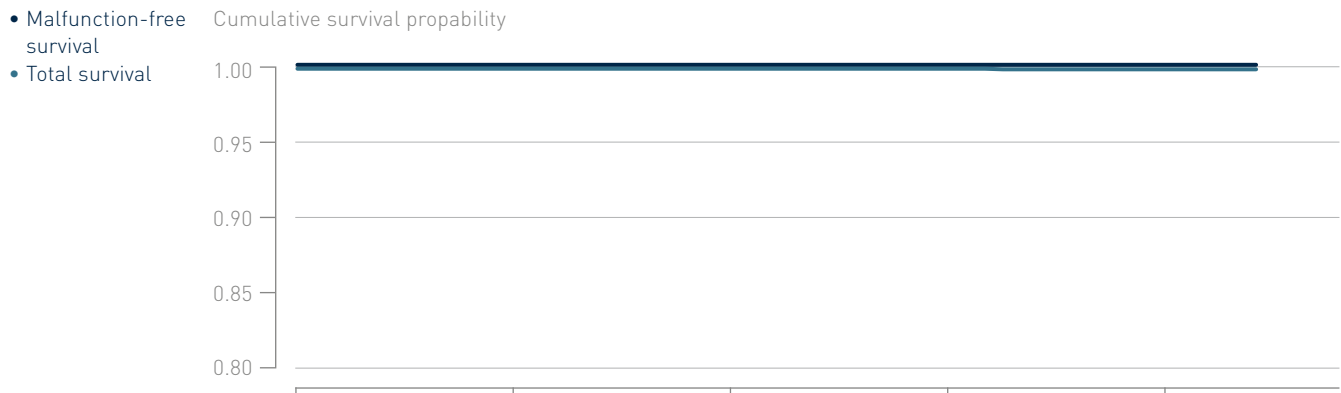 • Malfunction-free
survival
• Total survival
Cumulative survival propability
1.00
0.95
0.90
0.85
0.80